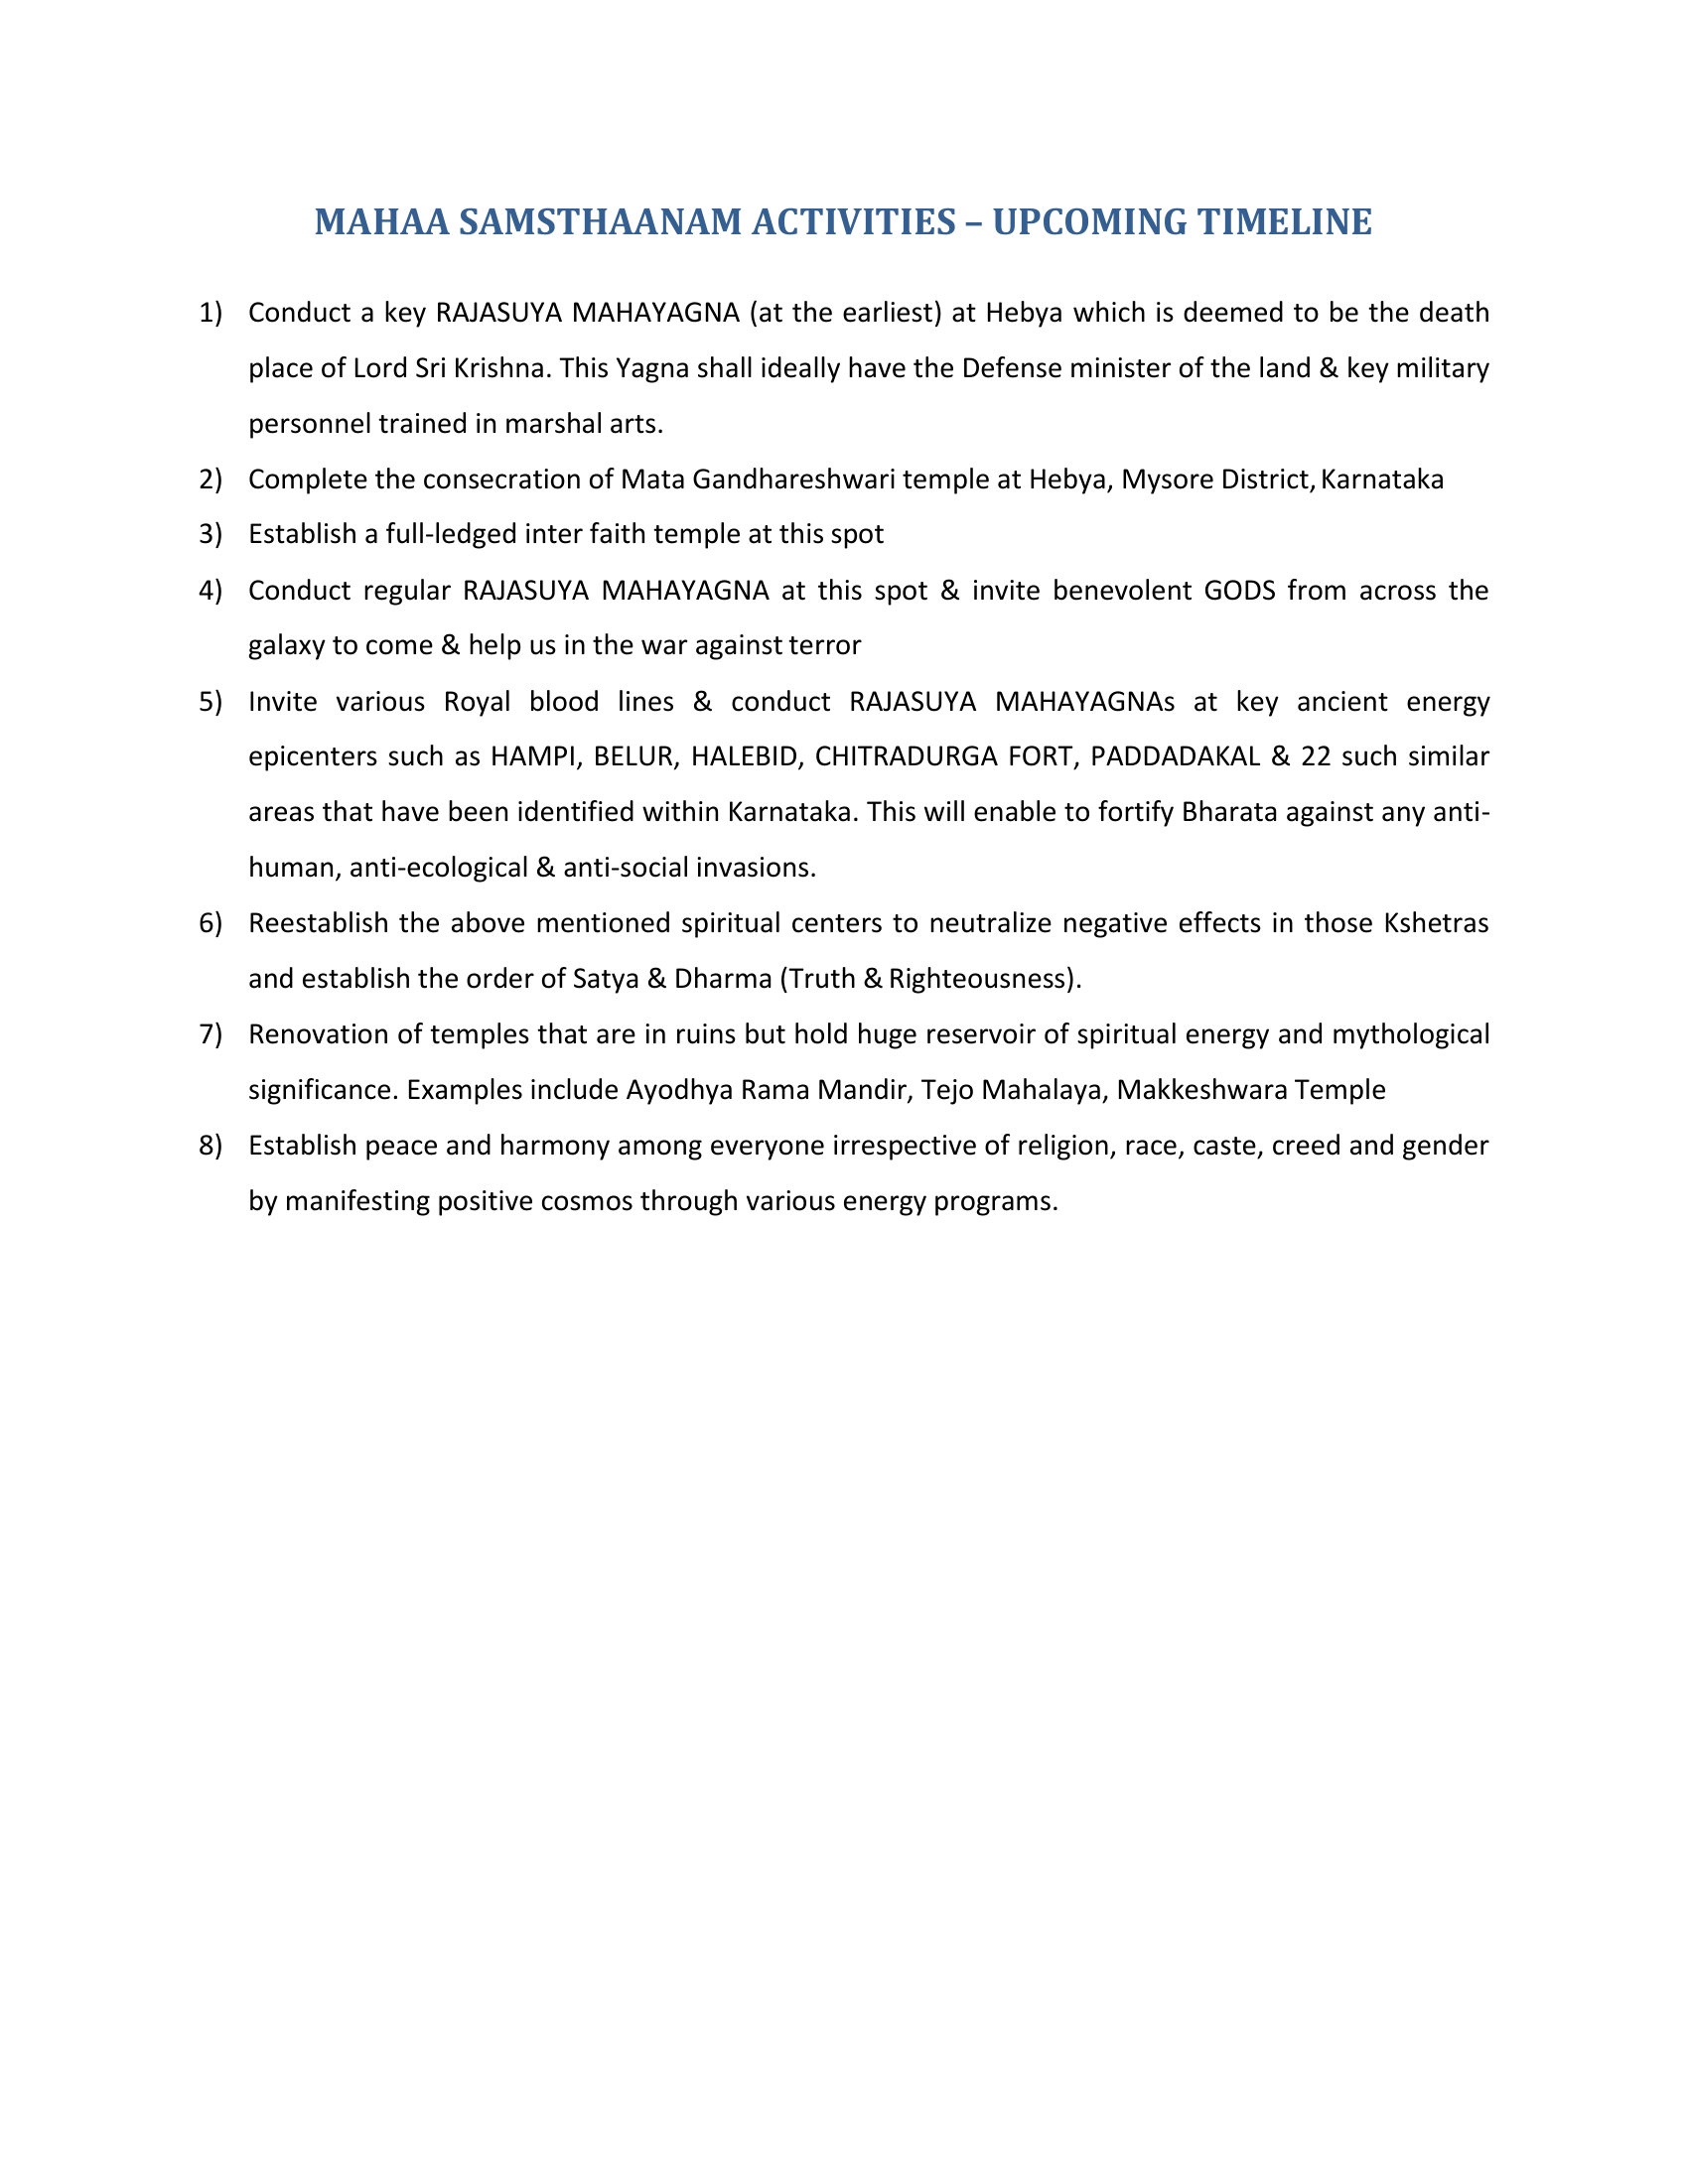 MAHAA SAMSTHAANAM ACTIVITIES – UPCOMING TIMELINE
1) Conduct a key RAJASUYA MAHAYAGNA (at the earliest) at Hebya which is deemed to be the death
place of Lord Sri Krishna. This Yagna shall ideally have the Defense minister of the land & key military
personnel trained in marshal arts.
2) Complete the consecration of Mata Gandhareshwari temple at Hebya, Mysore District, Karnataka
3) Establish a full-ledged inter faith temple at this spot
4) Conduct regular RAJASUYA MAHAYAGNA at this spot & invite benevolent GODS from across the
galaxy to come & help us in the war against terror
5) Invite various Royal blood lines & conduct RAJASUYA MAHAYAGNAs at key ancient energy
epicenters such as HAMPI, BELUR, HALEBID, CHITRADURGA FORT, PADDADAKAL & 22 such similar
areas that have been identified within Karnataka. This will enable to fortify Bharata against any anti-
human, anti-ecological & anti-social invasions.
6) Reestablish the above mentioned spiritual centers to neutralize negative effects in those Kshetras
and establish the order of Satya & Dharma (Truth & Righteousness).
7) Renovation of temples that are in ruins but hold huge reservoir of spiritual energy and mythological
significance. Examples include Ayodhya Rama Mandir, Tejo Mahalaya, Makkeshwara Temple
8) Establish peace and harmony among everyone irrespective of religion, race, caste, creed and gender
by manifesting positive cosmos through various energy programs.